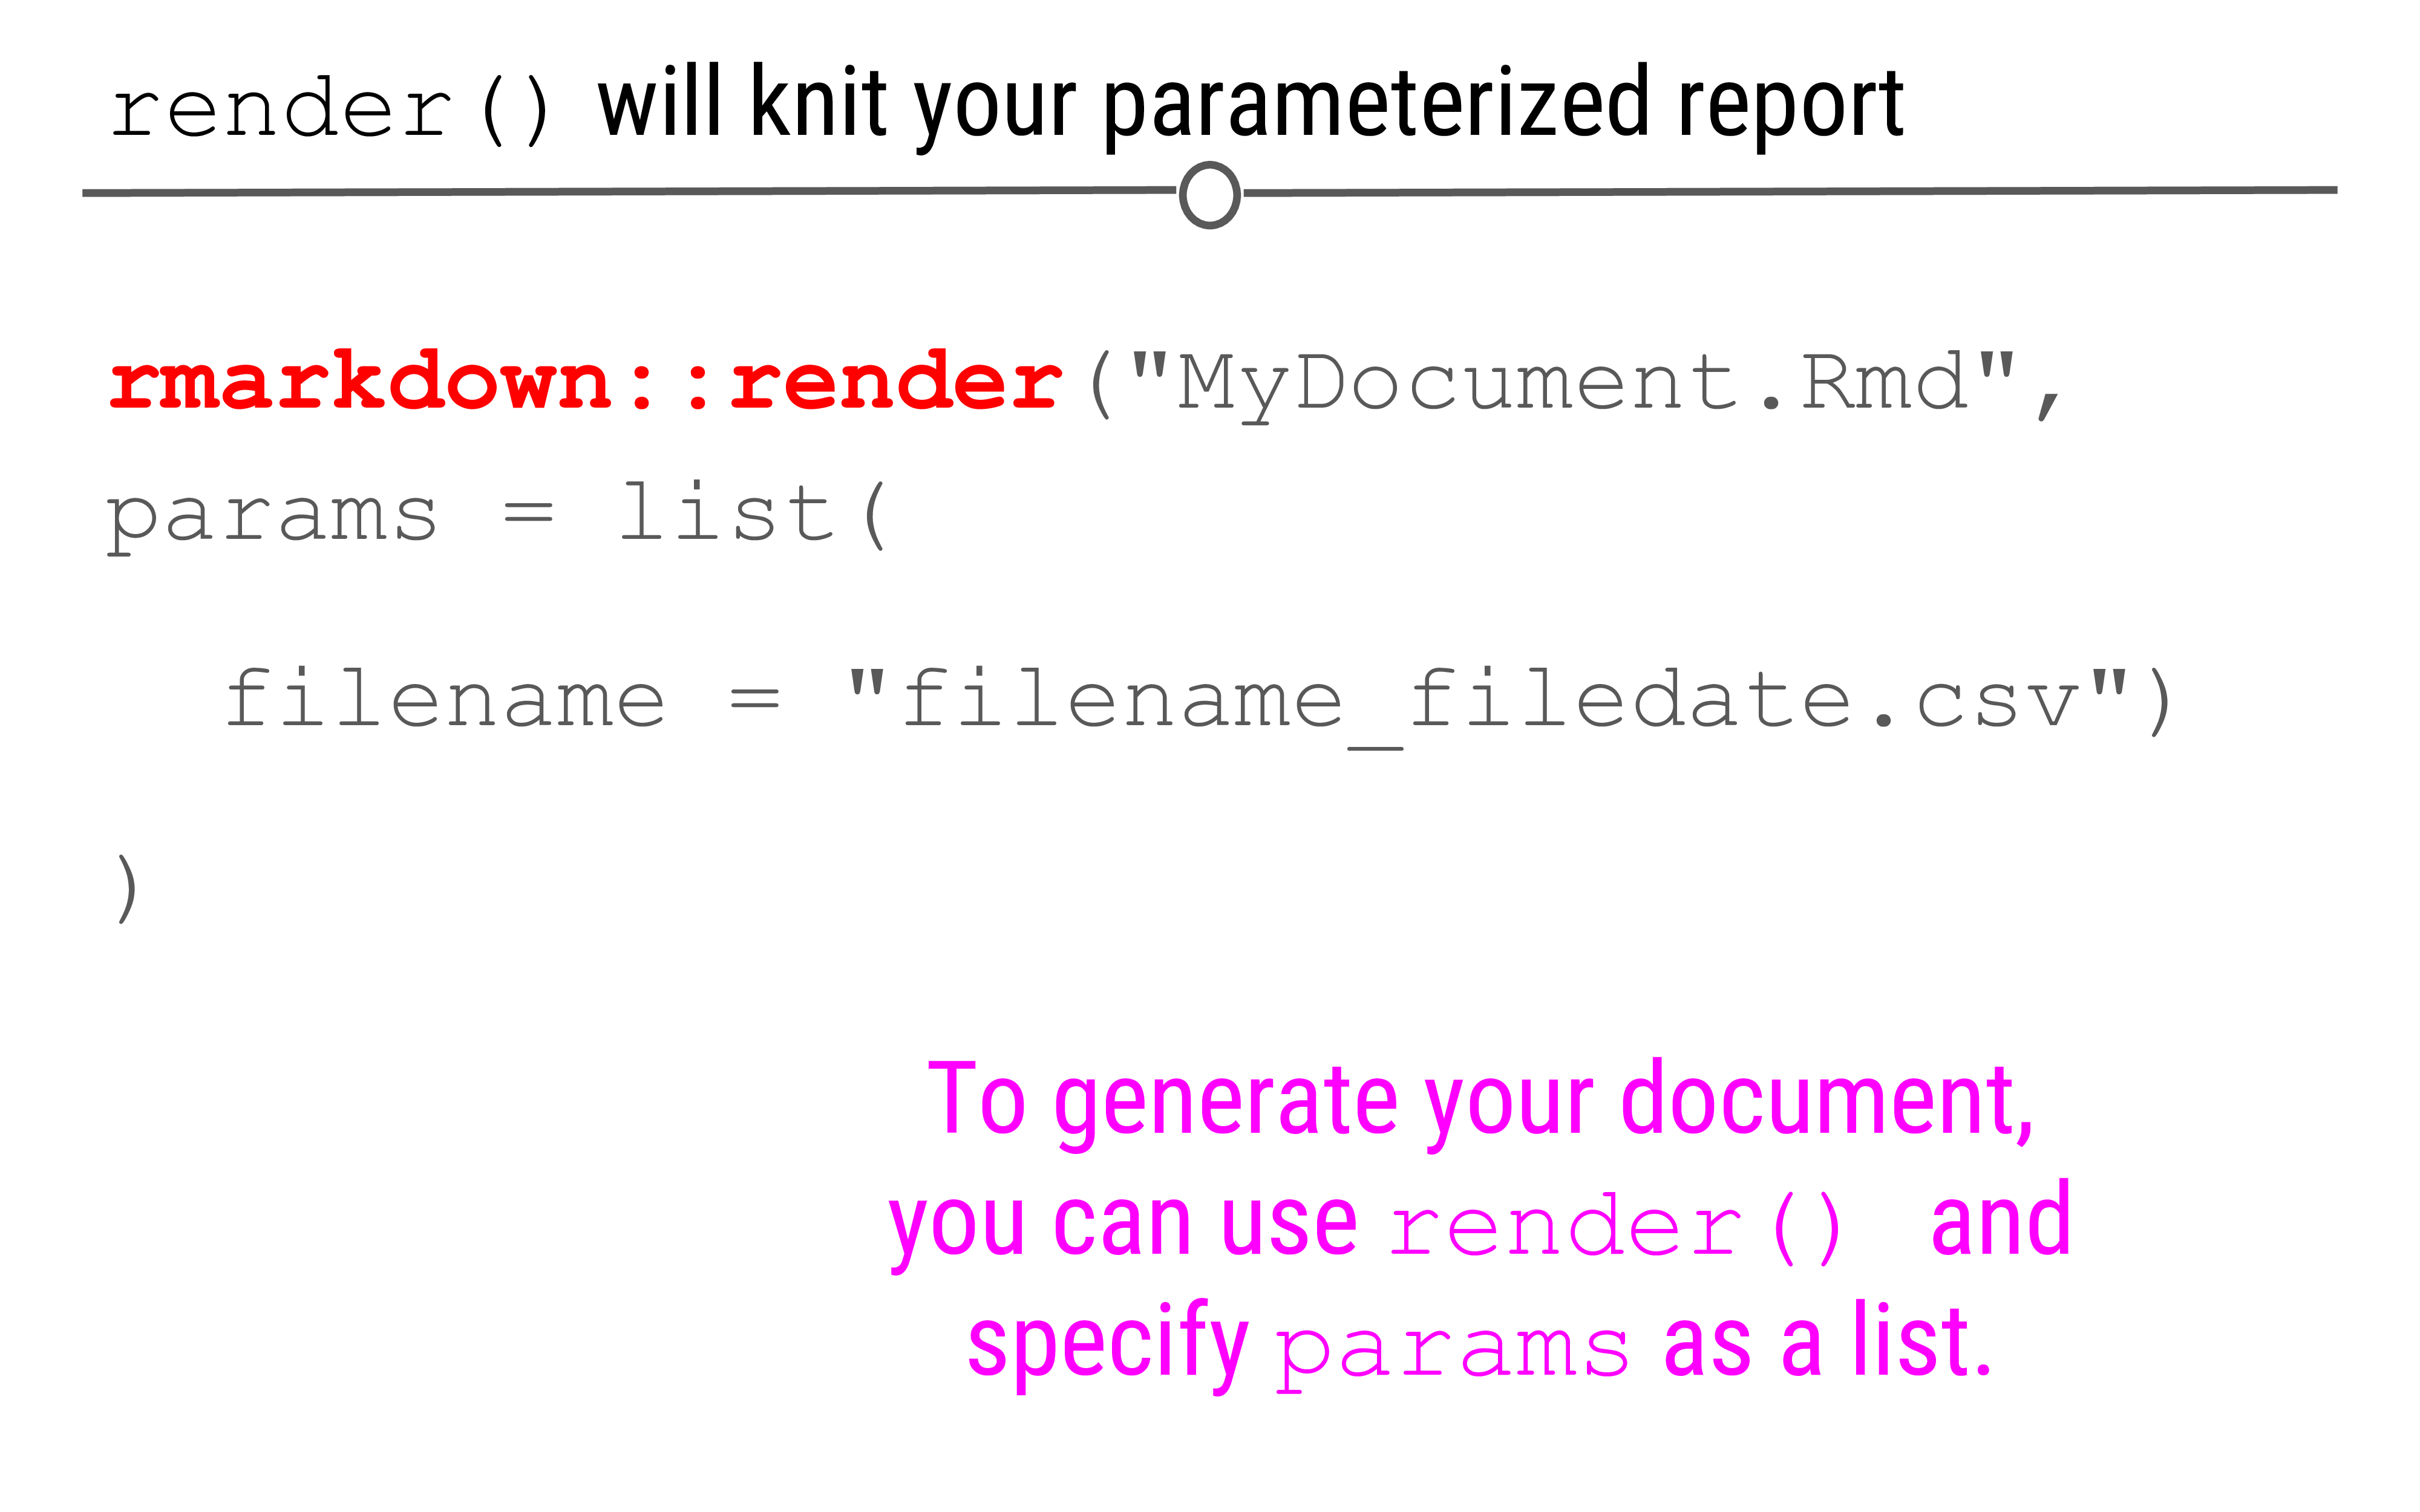 render() will knit your parameterized report
rmarkdown::render("MyDocument.Rnd",
params = list(
filename = "filename_filedate.csv")
)
To generate your document,
you can use render() and
specify params as a list.